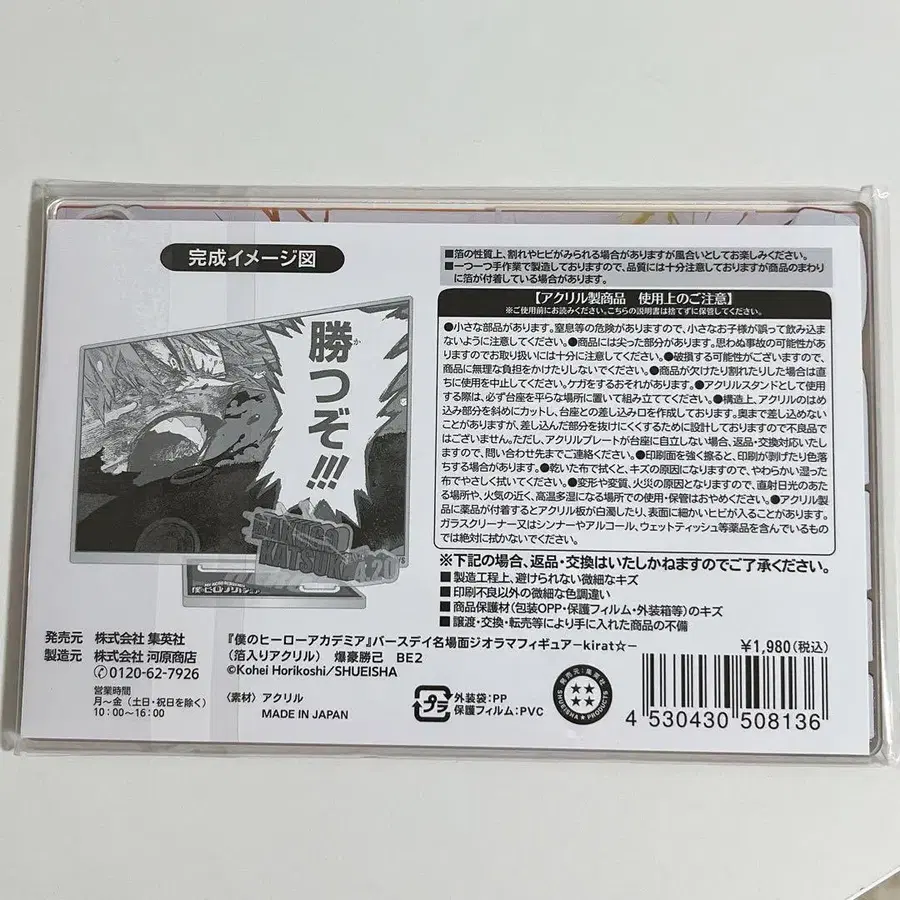 完成イメージ図
勝つぞ!!!
か
KATSUKI 4.20
■箔の性質上、割れやヒビがみられる場合がありますが風合いとしてお楽しみください。
■一つ一つ手作業で製造しておりますので、品質には十分注意しておりますが商品のまわり
に箔が付着している場合があります。
【アクリル製商品 使用上のご注意】
※ご使用前にお読みください。こちらの説明書は捨てずに保管してください。
●小さな部品があります。窒息等の危険がありますので、小さなお子様が誤って飲み込ま
ないように注意してください。●商品には尖った部分があります。思わぬ事故の可能性がありま
すのでお取り扱いには十分に注意してください。●破損する可能性がございますので、
商品に無理な負担をかけたりしないでください。●商品が欠けたり割れたりした場合は直
ちに使用を中止してください。ケガをするおそれがあります。●アクリルスタンドとして使用
する際は、必ず台座を平らな場所に置いて組み立ててください。●構造上、アクリルのはめ
込み部分を斜めにカットし、台座との差し込み口を作成しております。奥まで差し込めない
ことがありますが、差し込んだ部分を抜けにくくするために設計しておりますので不良品で
はございません。ただし、アクリルプレートが台座に自立しない場合、返品・交換対応いたし
ますので、問い合わせ先までご連絡ください。●印刷面を強く擦ると、印刷が剥げたり色落
ちする場合があります。●乾いた布で拭くと、キズの原因になりますので、やわらかい湿った
布でやさしく拭いてください。●変形や変質、火災の原因となりますので、直射日光のあた
る場所や、火気の近く、高温多湿になる場所での使用・保管はおやめください。●アクリル製
品に薬品が付着するとアクリル板が白濁したり、表面に細かいヒビが入ることがあります。
ガラスクリーナー又はシンナーやアルコール、ウェットティッシュ等薬品を含んでいるもので
は絶対に拭かないでください。
※下記の場合、返品・交換はいたしかねますのでご了承ください。
■製造工程上、避けられない微細なキズ
■印刷不良以外の微細な色調違い
■商品保護材(包装OPP・保護フィルム・外装箱等)のキズ
■譲渡・交換・転売等により手に入れた商品の不備
発売元 株式会社 集英社
製造元 株式会社 河原商店
0120-62-7926
営業時間
月〜金(土日・祝日を除く)
10:00〜16:00
『僕のヒーローアカデミア』バースデイ名場面ジオラマフィギュアーkirat☆ー
(箔入りアクリル) 爆豪勝己 BE2
©Kohei Horikoshi/SHUEISHA
〈素材〉 アクリル
MADE IN JAPAN
プラ
外装袋:PP
保護フィルム:PVC
発売元:集英社
SHUEISHA PRODUCTS
¥1,980(税込)
4 530430 508136